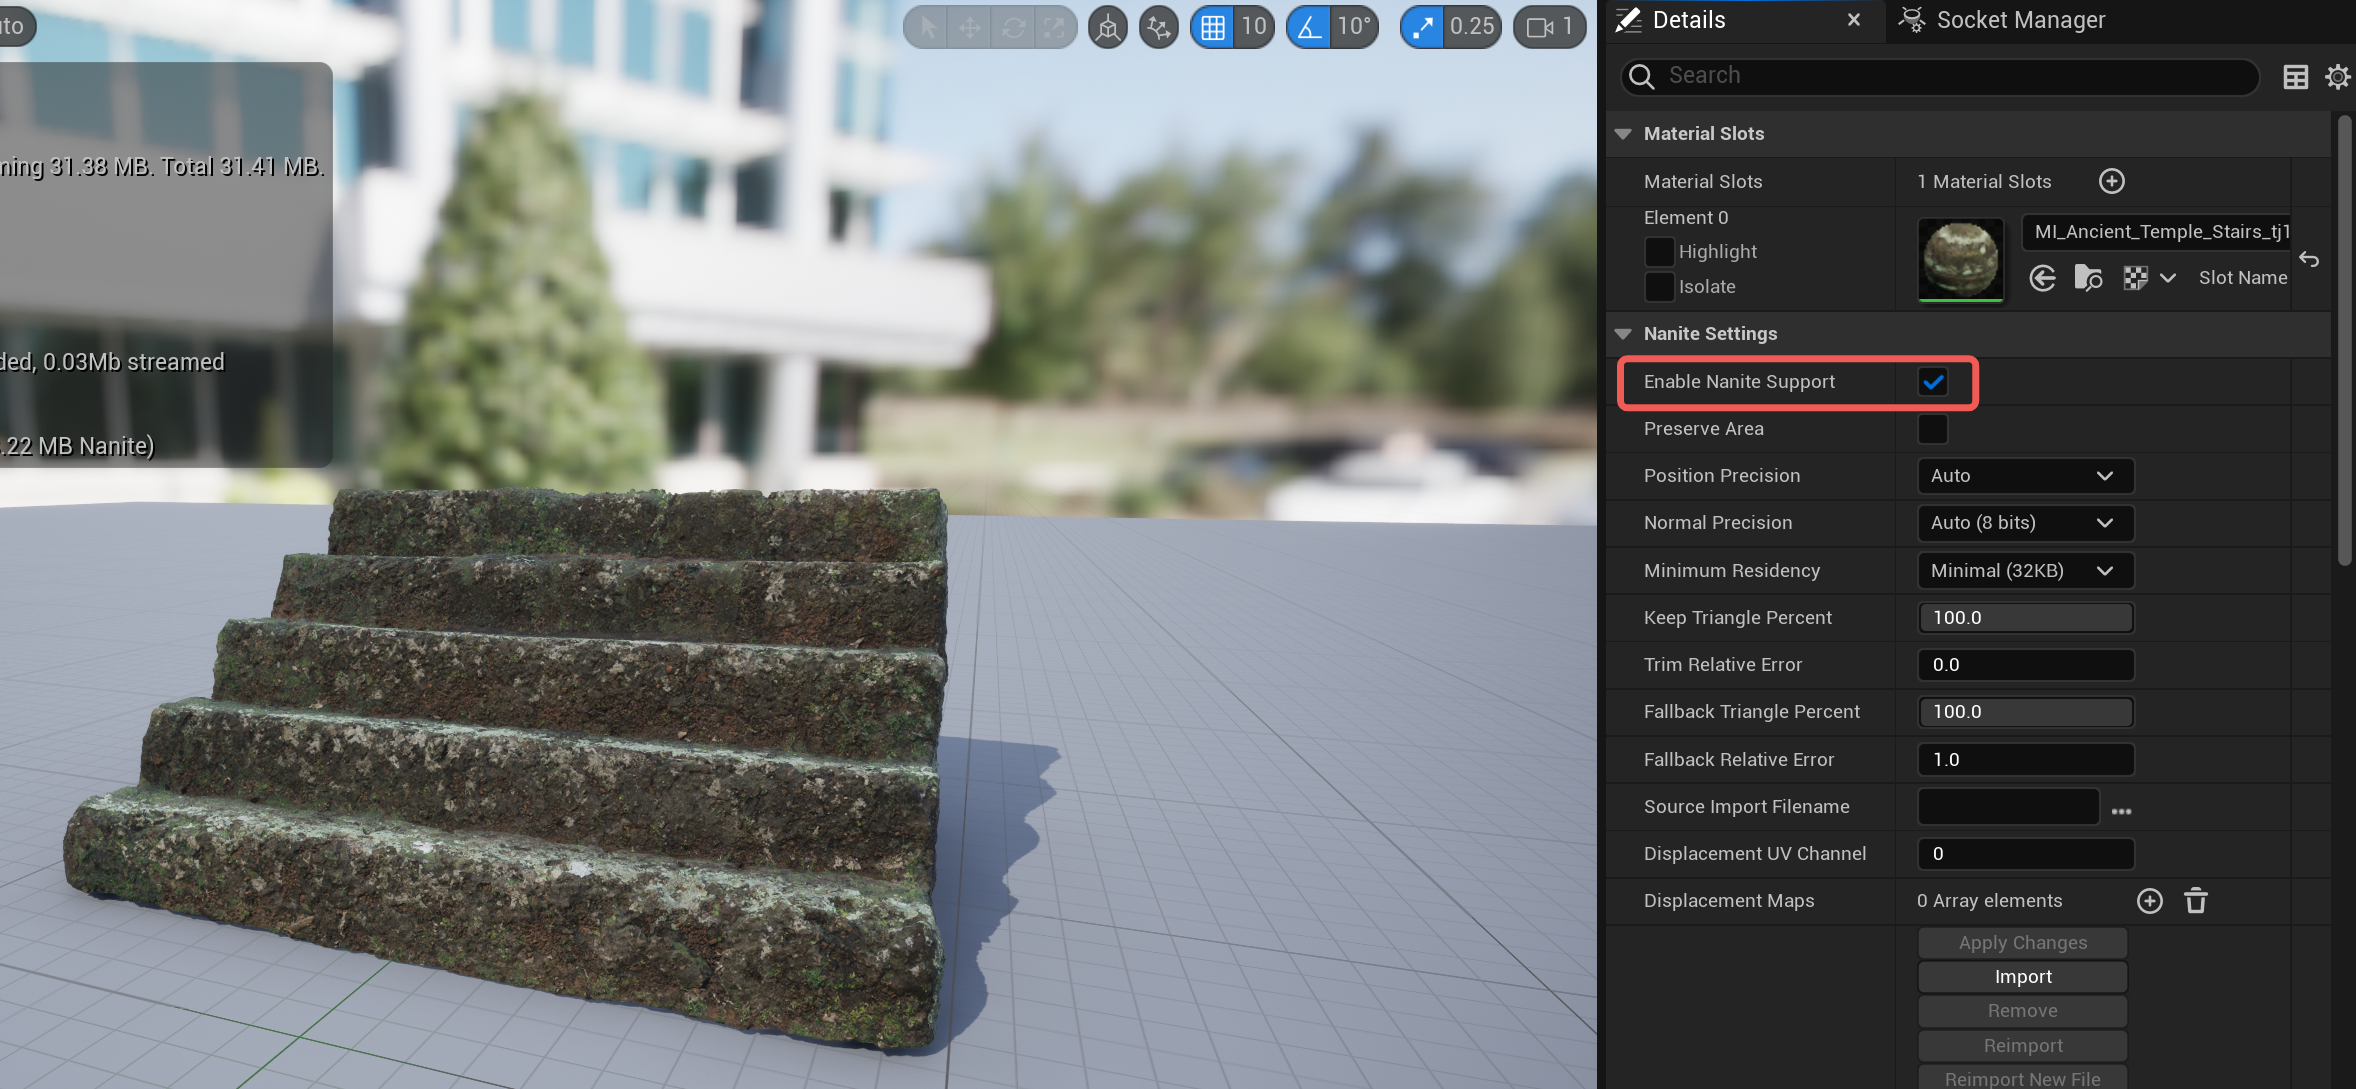 10
10°
0.25
1
31.38 MB. Total 31.41 MB.
0.03Mb streamed
MB Nanite)
Details
Socket Manager
Search
Material Slots
Material Slots
1 Material Slots
Element 0
Highlight
Isolate
MI_Ancient_Temple_Stairs_tj1
Slot Name
Nanite Settings
Enable Nanite Support
Preserve Area
Position Precision
Auto
Normal Precision
Auto (8 bits)
Minimum Residency
Minimal (32KB)
Keep Triangle Percent
100.0
Trim Relative Error
0.0
Fallback Triangle Percent
100.0
Fallback Relative Error
1.0
Source Import Filename
Displacement UV Channel
0
Displacement Maps
0 Array elements
Apply Changes
Import
Remove
Reimport
Reimport New File